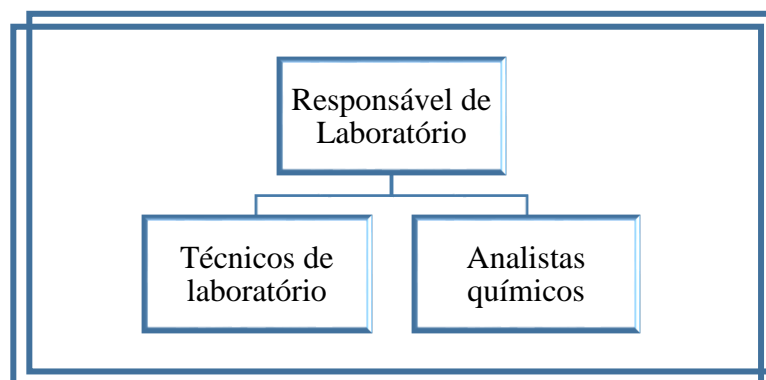 Responsável de
Laboratório
Técnicos de
laboratório
Analistas
químicos